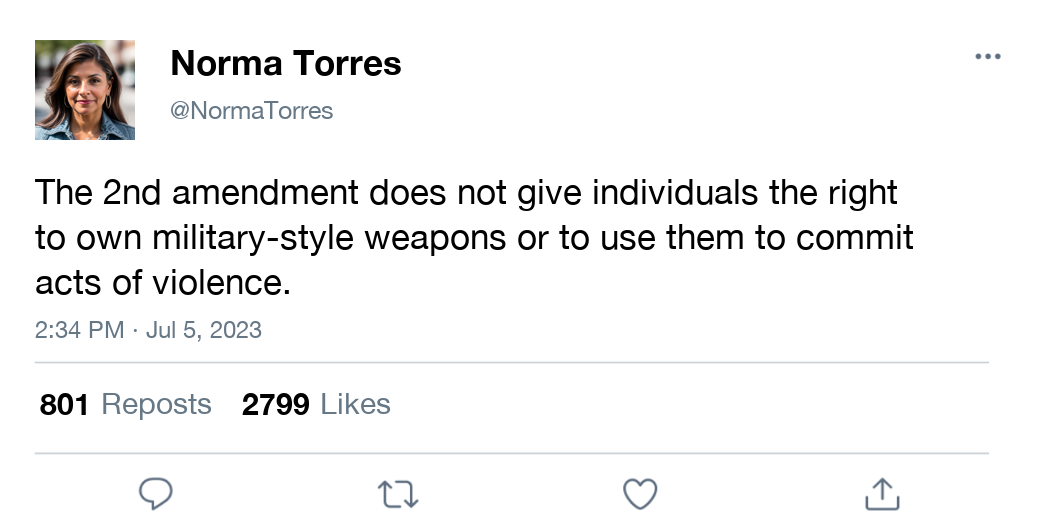 Norma Torres
@NormaTorres
The 2nd amendment does not give individuals the right
to own military-style weapons or to use them to commit
acts of violence.
2:34 PM · Jul 5, 2023
801 Reposts 2799 Likes